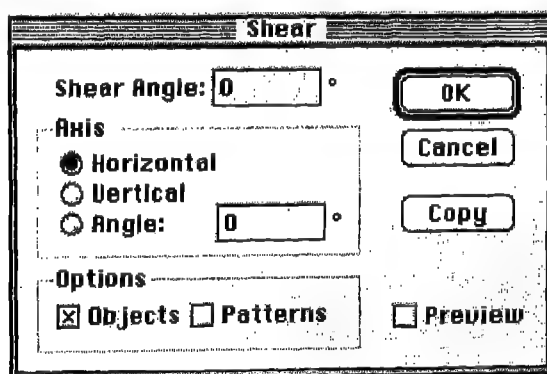 Shear
Shear Angle: 0 °
OK
Axis
Horizontal
Cancel
Vertical
Angle: 0 °
Copy
Options
Objects Patterns
Preview